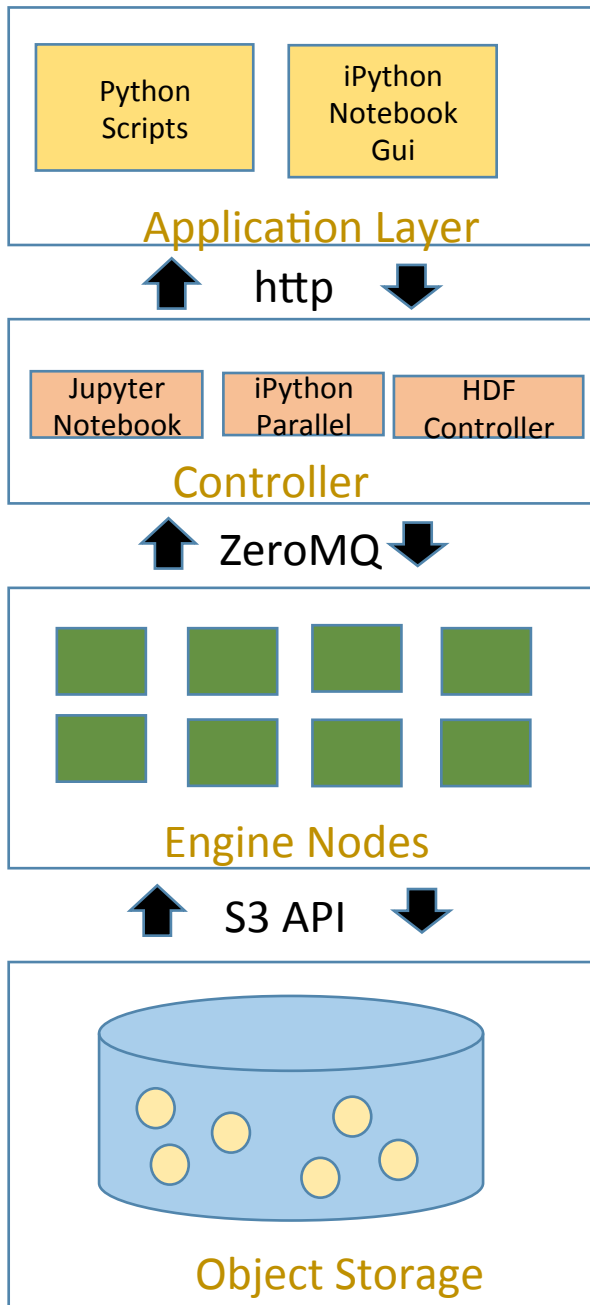 Python
Scripts
iPython
Notebook
Gui
Application Layer
http
Jupyter
Notebook
iPython
Parallel
HDF
Controller
Controller
ZeroMQ
Engine Nodes
S3 API
Object Storage